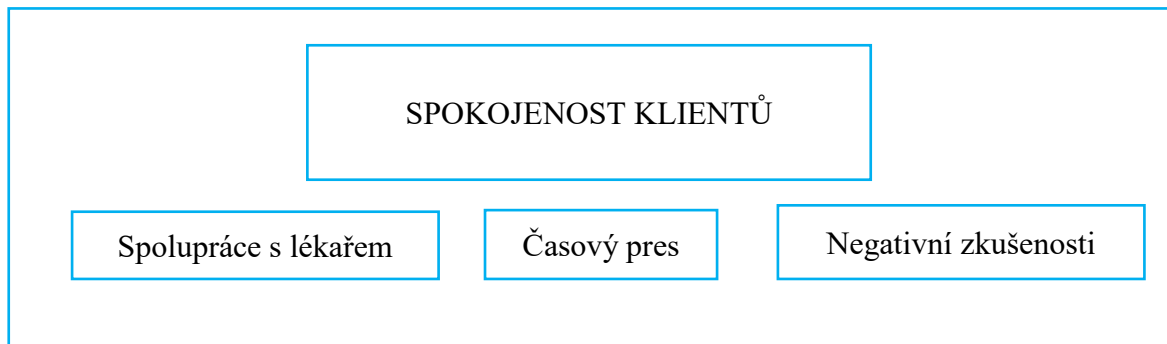 SPOKOJENOST KLIENTŮ
Spolupráce s lékařem
Časový pres
Negativní zkušenosti